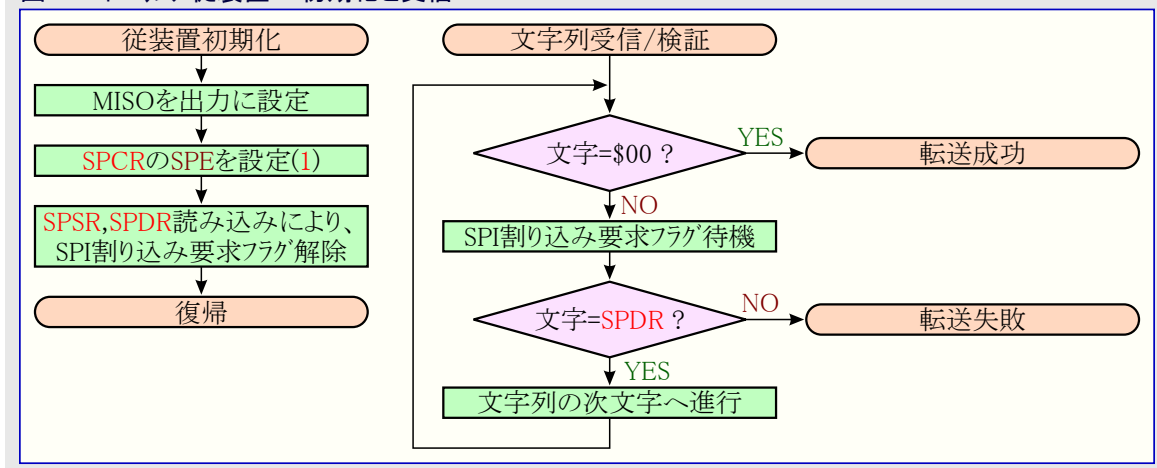 従装置初期化
MISOを出力に設定
SPCRのSPEを設定(1)
SPSR,SPDR読み込みにより、
SPI割り込み要求フラグ解除
復帰
文字列受信/検証
文字=$00 ?
YES
転送成功
NO
SPI割り込み要求フラグ待機
文字=SPDR ?
NO
転送失敗
YES
文字列の次文字へ進行